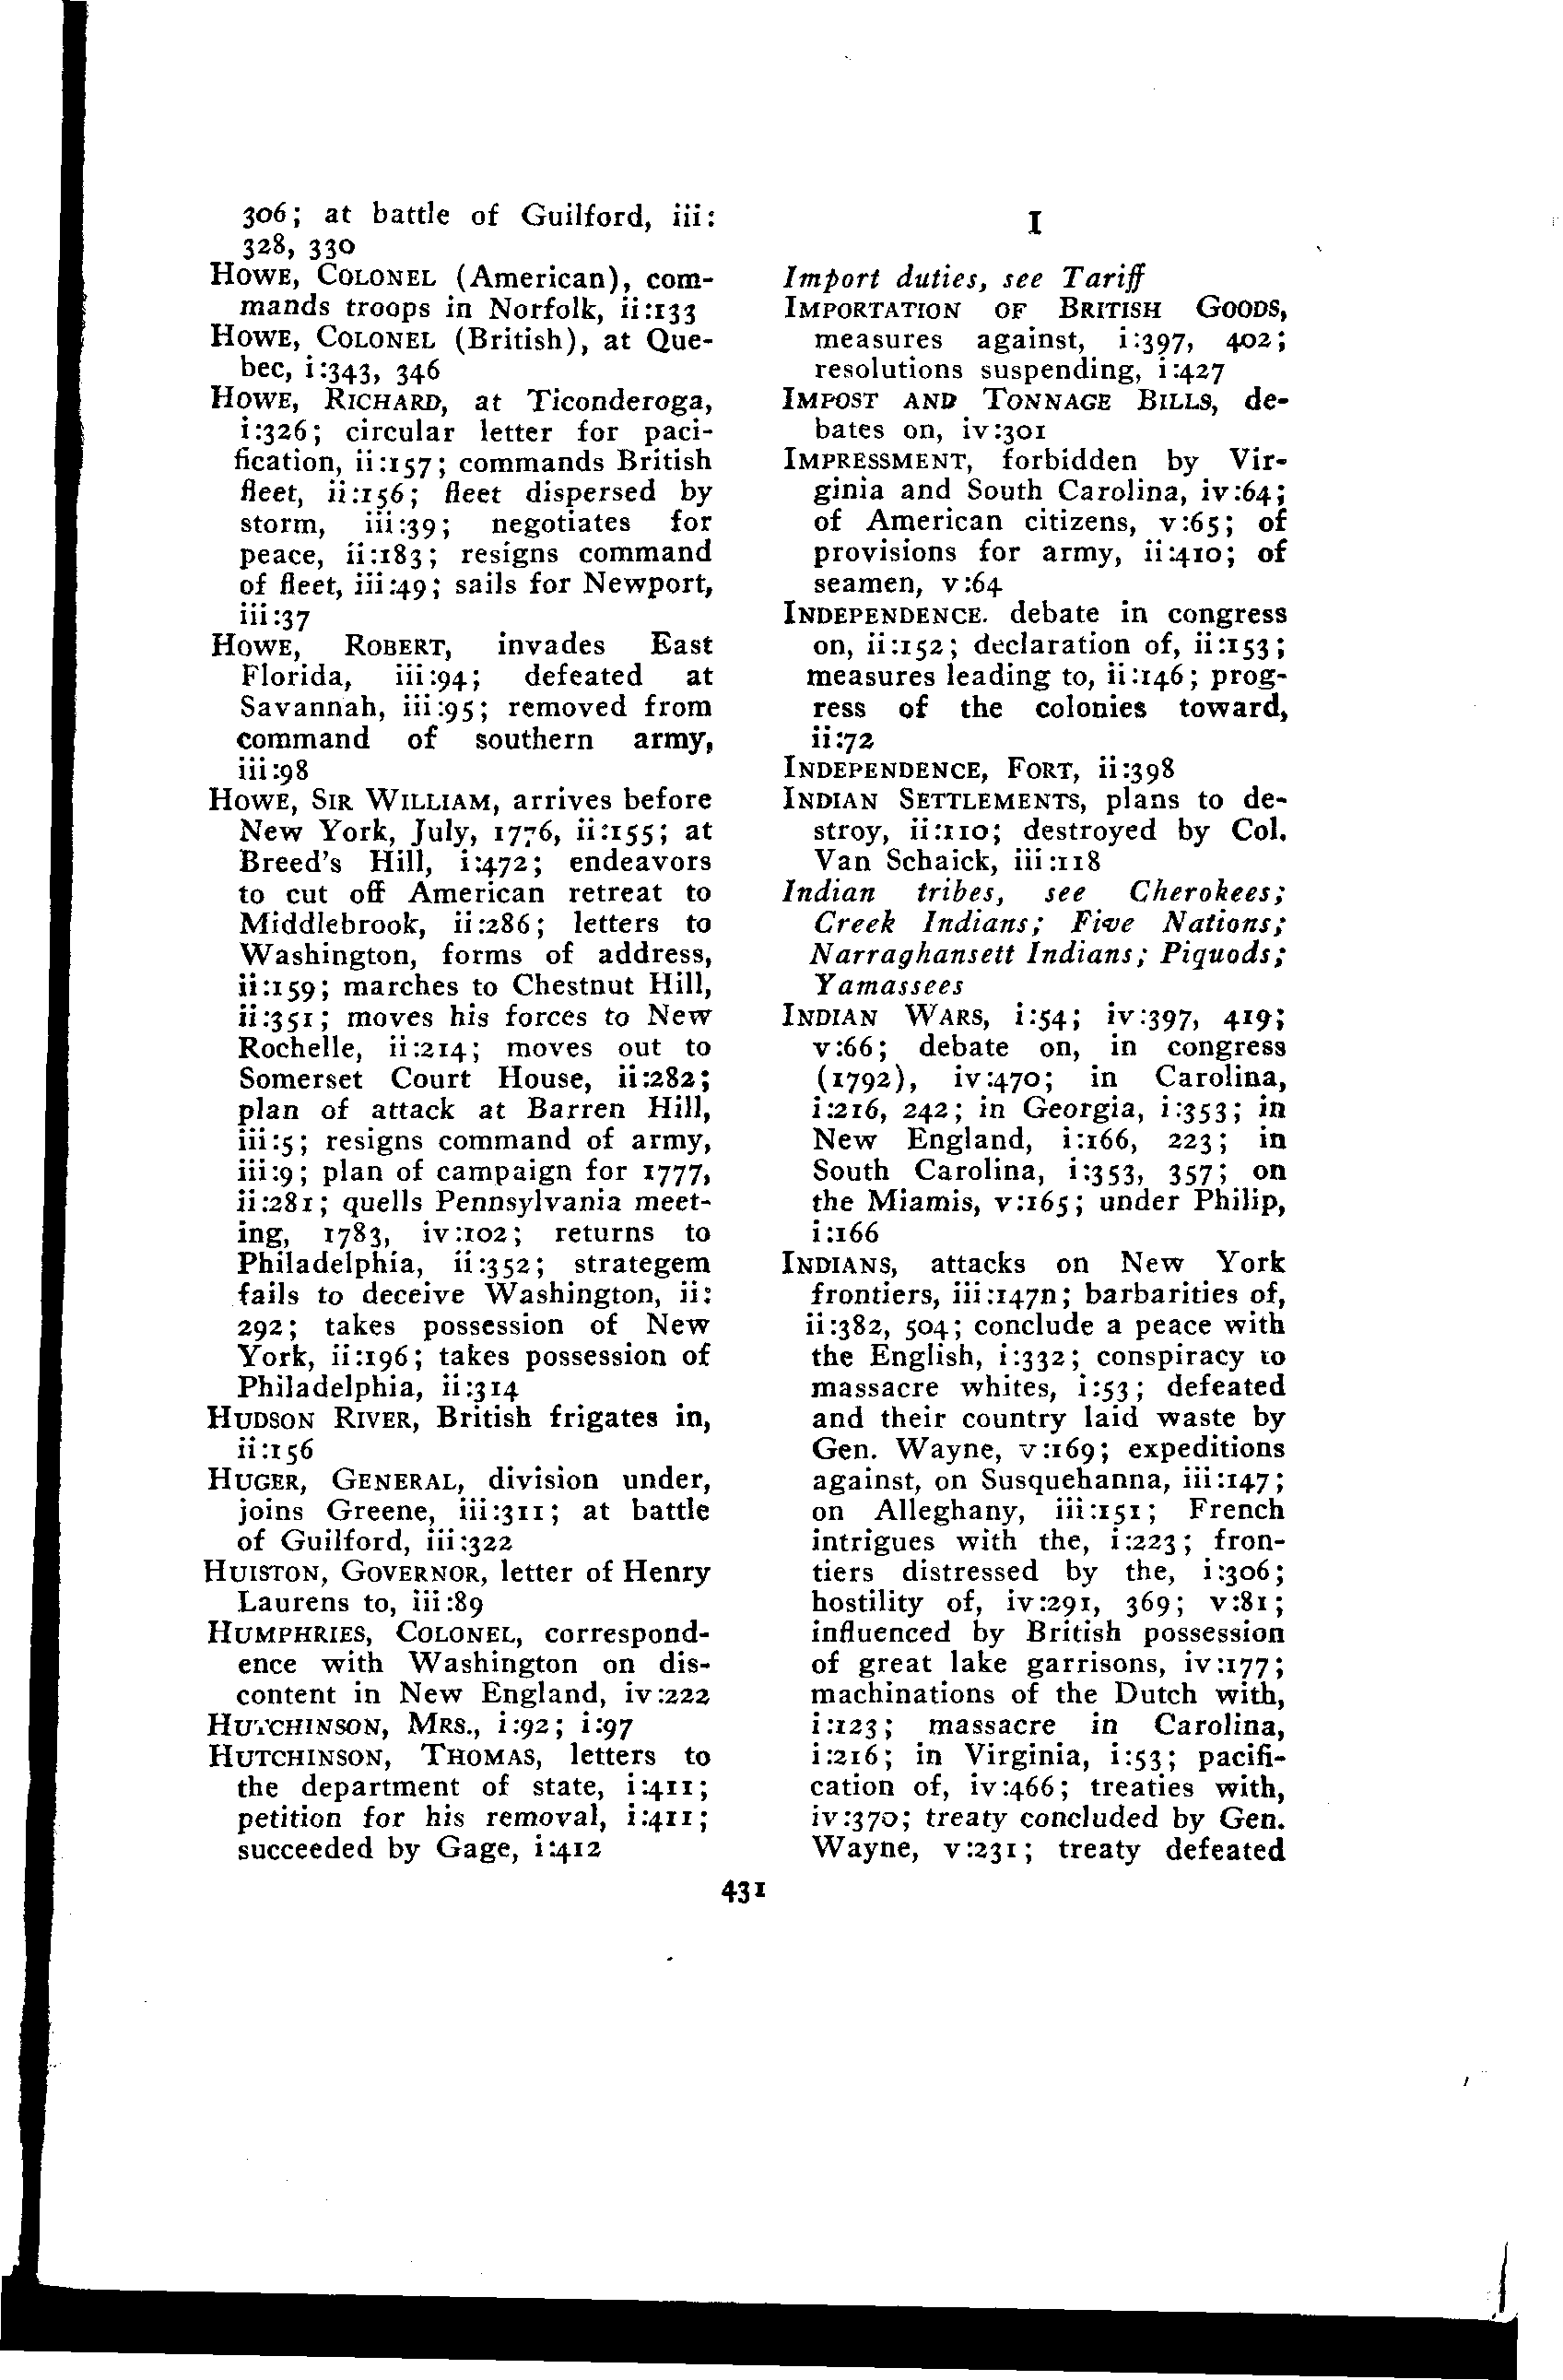 306; at battle of Guilford, iii:
328, 330
HOWE, COLONEL (American), com-
mands troops in Norfolk, ii:133
HOWE, COLONEL (British), at Que-
bec, i:343, 346
HOWE, RICHARD, at Ticonderoga,
i:326; circular letter for paci-
fication, ii:157; commands British
fleet, ii:156; fleet dispersed by
storm, iii:39; negotiates for
peace, ii:183; resigns command
of fleet, iii:49; sails for Newport,
iii:37
HOWE, ROBERT, invades East
Florida, iii:94; defeated at
Savannah, iii:95; removed from
command of southern army,
iii:98
HOWE, SIR WILLIAM, arrives before
New York, July, 1776, ii:155; at
Breed's Hill, i:472; endeavors
to cut off American retreat to
Middlebrook, ii:286; letters to
Washington, forms of address,
ii:159; marches to Chestnut Hill,
ii:351; moves his forces to New
Rochelle, ii:214; moves out to
Somerset Court House, ii:282;
plan of attack at Barren Hill,
iii:5; resigns command of army,
iii:9; plan of campaign for 1777,
ii:281; quells Pennsylvania meet-
ing, 1783, iv:102; returns to
Philadelphia, ii:352; strategem
fails to deceive Washington, ii:
292; takes possession of New
York, ii:196; takes possession of
Philadelphia, ii:314
HUDSON RIVER, British frigates in,
ii:156
HUGER, GENERAL, division under,
joins Greene, iii:311; at battle
of Guilford, iii:322
HUISTON, GOVERNOR, letter of Henry
Laurens to, iii:89
HUMPHRIES, COLONEL, correspond-
ence with Washington on dis-
content in New England, iv:222
HUTCHINSON, MRS., i:92; i:97
HUTCHINSON, THOMAS, letters to
the department of state, i:411;
petition for his removal, i:411;
succeeded by Gage, i:412
I
Import duties, see Tariff
IMPORTATION OF BRITISH GOODS,
measures against, i:397, 402;
resolutions suspending, i:427
IMPOST AND TONNAGE BILLS, de-
bates on, iv:301
IMPRESSMENT, forbidden by Vir-
ginia and South Carolina, iv:64;
of American citizens, v:65; of
provisions for army, ii:410; of
seamen, v:64
INDEPENDENCE. debate in congress
on, ii:152; declaration of, ii:153;
measures leading to, ii:146; prog-
ress of the colonies toward,
ii:72
INDEPENDENCE, FORT, ii:398
INDIAN SETTLEMENTS, plans to de-
stroy, ii:110; destroyed by Col.
Van Schaick, iii:118
Indian tribes, see Cherokees;
Creek Indians; Five Nations;
Narraghansett Indians; Piquods;
Yamassees
INDIAN WARS, i:54; iv:397, 419;
v:66; debate on, in congress
(1792), iv:470; in Carolina,
i:216, 242; in Georgia, i:353; in
New England, i:166, 223; in
South Carolina, i:353, 357; on
the Miamis, v:165; under Philip,
i:166
INDIANS, attacks on New York
frontiers, iii:147n; barbarities of,
ii:382, 504; conclude a peace with
the English, i:332; conspiracy to
massacre whites, i:53; defeated
and their country laid waste by
Gen. Wayne, v:169; expeditions
against, on Susquehanna, iii:147;
on Alleghany, iii:151; French
intrigues with the, i:223; fron-
tiers distressed by the, i:306;
hostility of, iv:291, 369; v:81;
influenced by British possession
of great lake garrisons, iv:177;
machinations of the Dutch with,
i:123; massacre in Carolina,
i:216; in Virginia, i:53; pacifi-
cation of, iv:466; treaties with,
iv:370; treaty concluded by Gen.
Wayne, v:231; treaty defeated
431